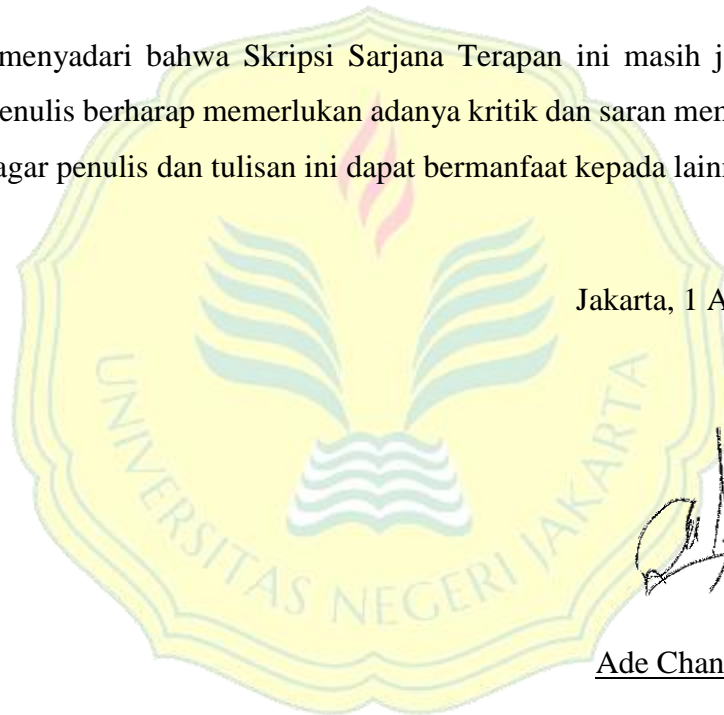 menyadari bahwa Skripsi Sarjana Terapan ini masih j
enulis berharap memerlukan adanya kritik dan saran mem
agar penulis dan tulisan ini dapat bermanfaat kepada lain
Jakarta, 1 A
UNIVERSITAS NEGERI JAKARTA
Ade Chan